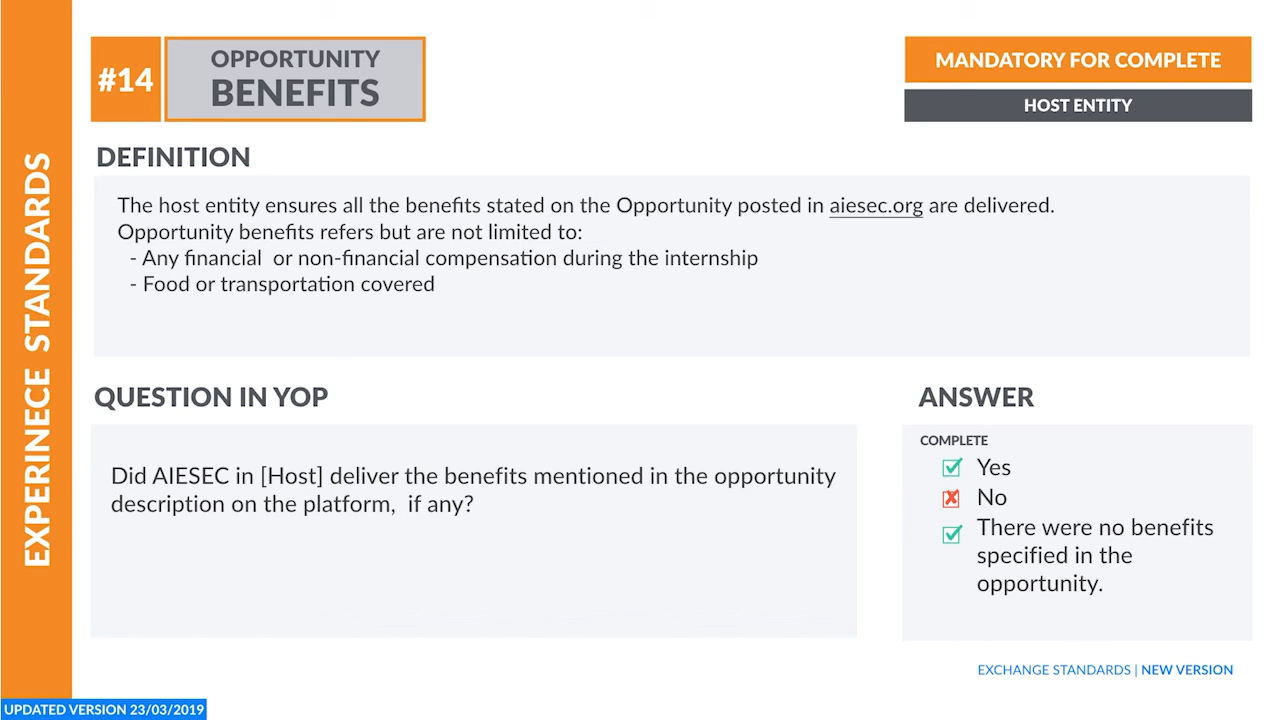 #14
OPPORTUNITY
BENEFITS
MANDATORY FOR COMPLETE
HOST ENTITY
EXPERINECE STANDARDS
DEFINITION
The host entity ensures all the benefits stated on the Opportunity posted in aiesec.org are delivered.
Opportunity benefits refers but are not limited to:
- Any financial or non-financial compensation during the internship
- Food or transportation covered
QUESTION IN YOP
Did AIESEC in [Host] deliver the benefits mentioned in the opportunity
description on the platform, if any?
ANSWER
COMPLETE
Yes
No
There were no benefits
specified in the
opportunity.
EXCHANGE STANDARDS | NEW VERSION
UPDATED VERSION 23/03/2019